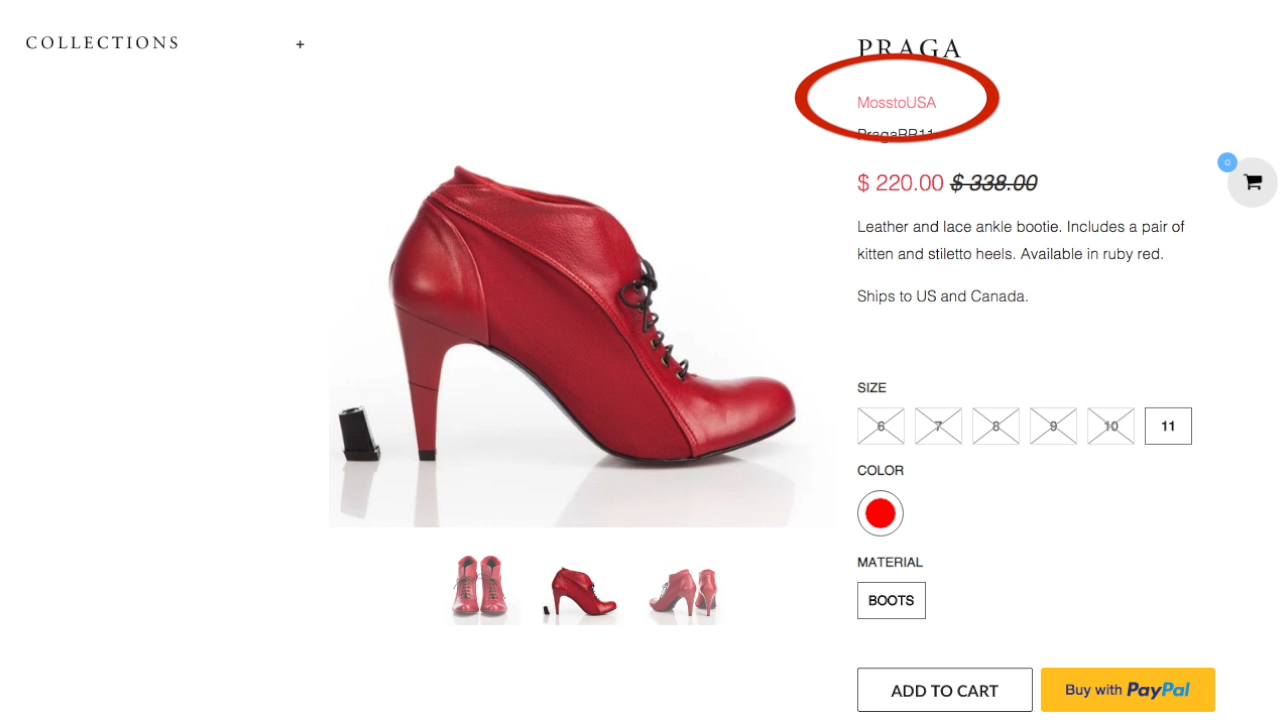 COLLECTIONS +
PRAGA
MosstoUSA
PragaRR11
0
$ 220.00 $ 338.00
Leather and lace ankle bootie. Includes a pair of
kitten and stiletto heels. Available in ruby red.
Ships to US and Canada.
SIZE
6 7 8 9 10 11
COLOR
MATERIAL
BOOTS
ADD TO CART Buy with PayPal